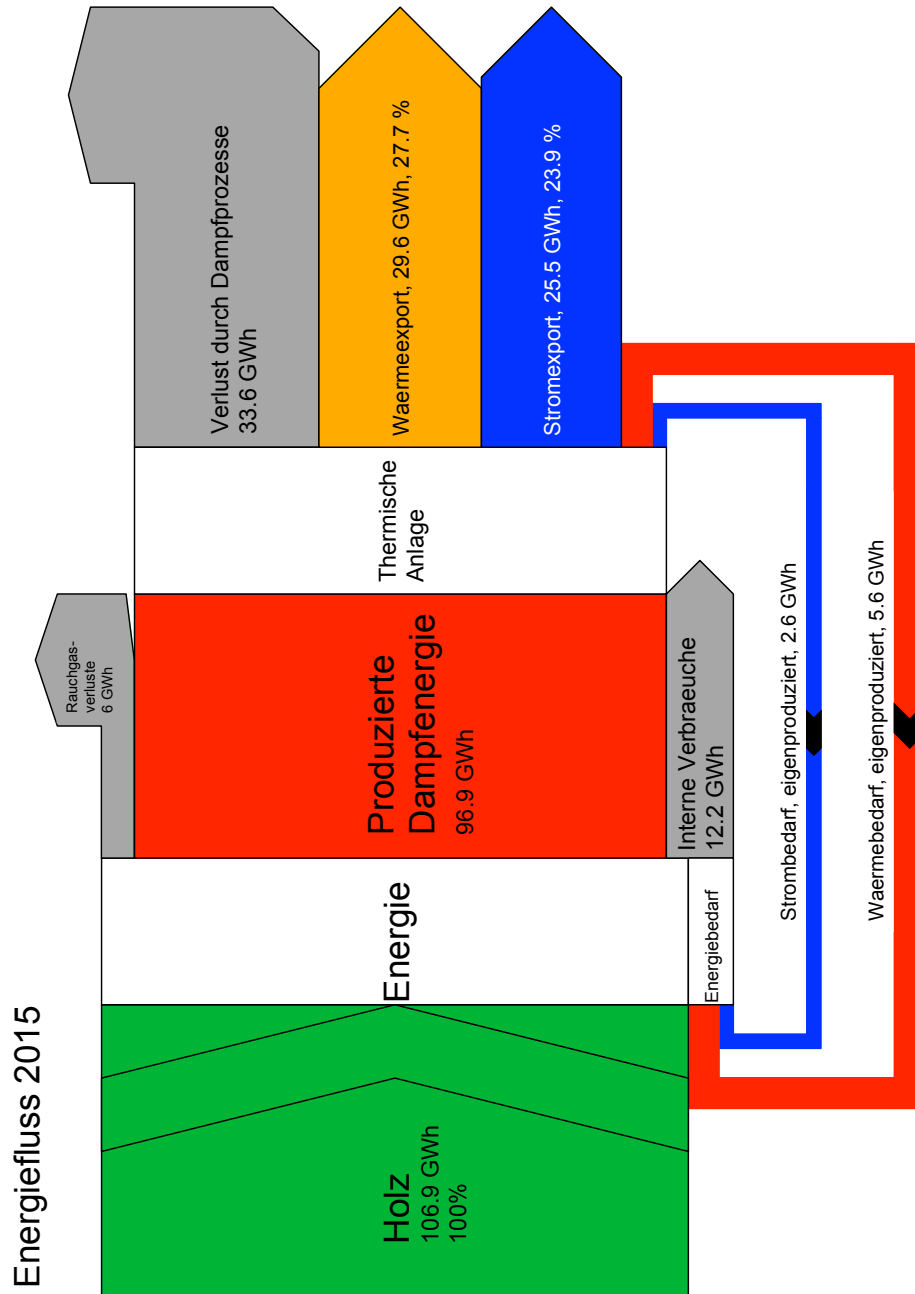 Energiefluss 2015
Holz
106.9 GWh
100%
Energie
Energiebedarf
Rauchgas-
verluste
6 GWh
Produzierte
Dampfenergie
96.9 GWh
Interne Verbraeuche
12.2 GWh
Thermische
Anlage
Verlust durch Dampfprozesse
33.6 GWh
Waermeexport, 29.6 GWh, 27.7 %
Stromexport, 25.5 GWh, 23.9 %
Strombedarf, eigenproduziert, 2.6 GWh
Waermebedarf, eigenproduziert, 5.6 GWh